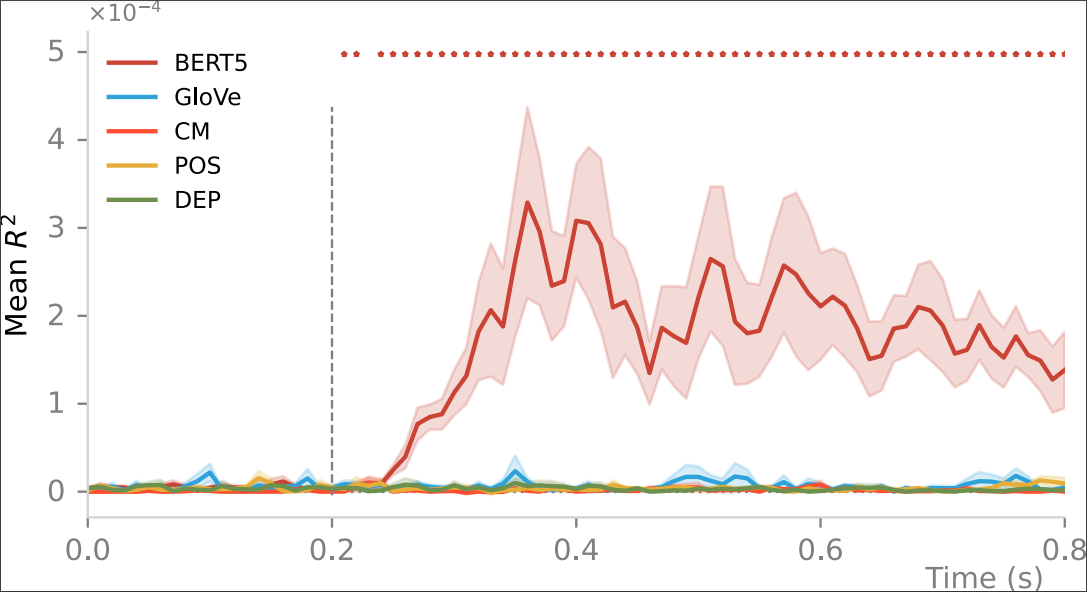 ×10⁻⁴
5
4
3
2
1
0
Mean R²
BERT5
GloVe
CM
POS
DEP
0.0
0.2
0.4
0.6
0.8
Time (s)